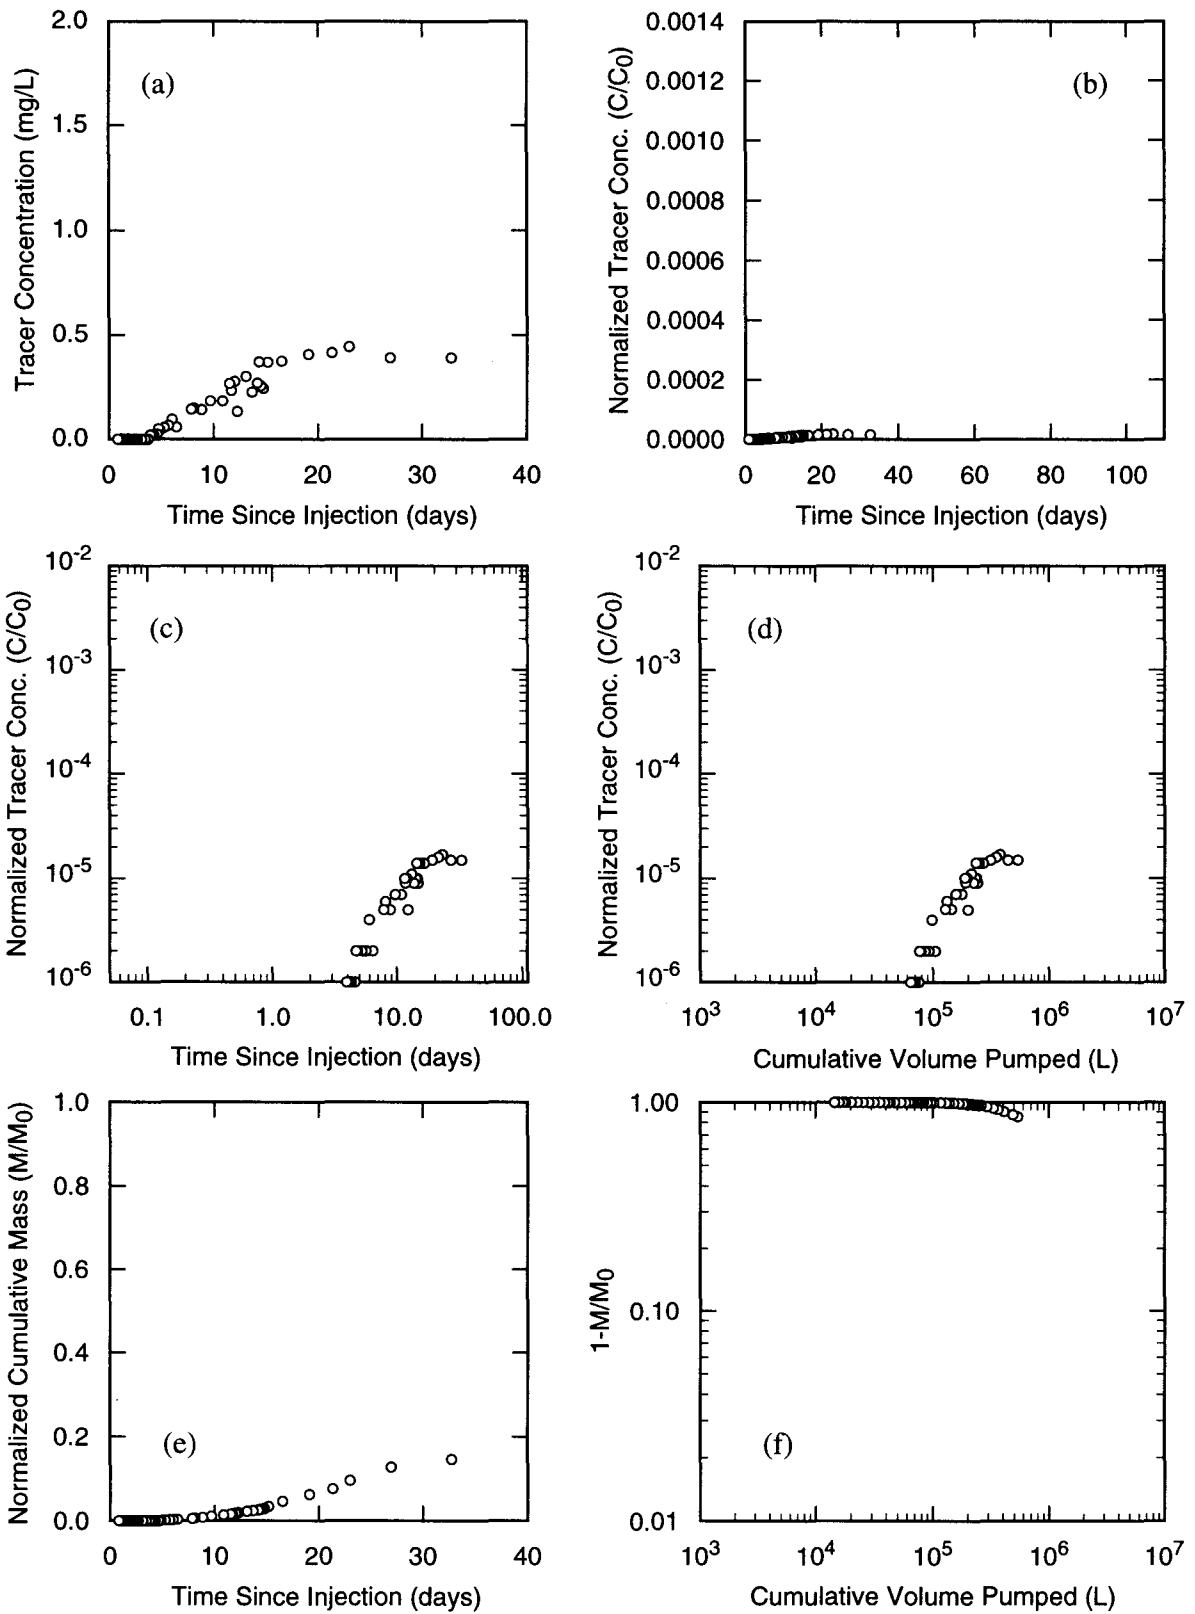 2.0
1.5
1.0
0.5
0.0
Tracer Concentration (mg/L)
(a)
0 10 20 30 40
Time Since Injection (days)
0.0014
0.0012
0.0010
0.0008
0.0006
0.0004
0.0002
0.0000
Normalized Tracer Conc. (C/C0)
(b)
0 20 40 60 80 100
Time Since Injection (days)
10-2
10-3
10-4
10-5
10-6
Normalized Tracer Conc. (C/C0)
(c)
0.1 1.0 10.0 100.0
Time Since Injection (days)
10-2
10-3
10-4
10-5
10-6
Normalized Tracer Conc. (C/C0)
(d)
103 104 105 106 107
Cumulative Volume Pumped (L)
1.0
0.8
0.6
0.4
0.2
0.0
Normalized Cumulative Mass (M/M0)
(e)
0 10 20 30 40
Time Since Injection (days)
1.00
0.10
0.01
1-M/M0
(f)
103 104 105 106 107
Cumulative Volume Pumped (L)